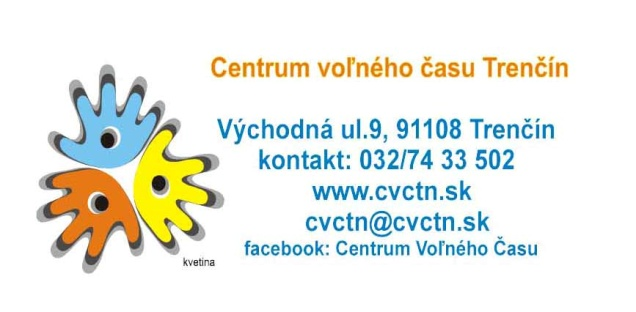 Centrum voľného času Trenčín
Východná ul.9, 91108 Trenčín
kontakt: 032/74 33 502
www.cvctn.sk
cvctn@cvctn.sk
facebook: Centrum Voľného Času
kvetina